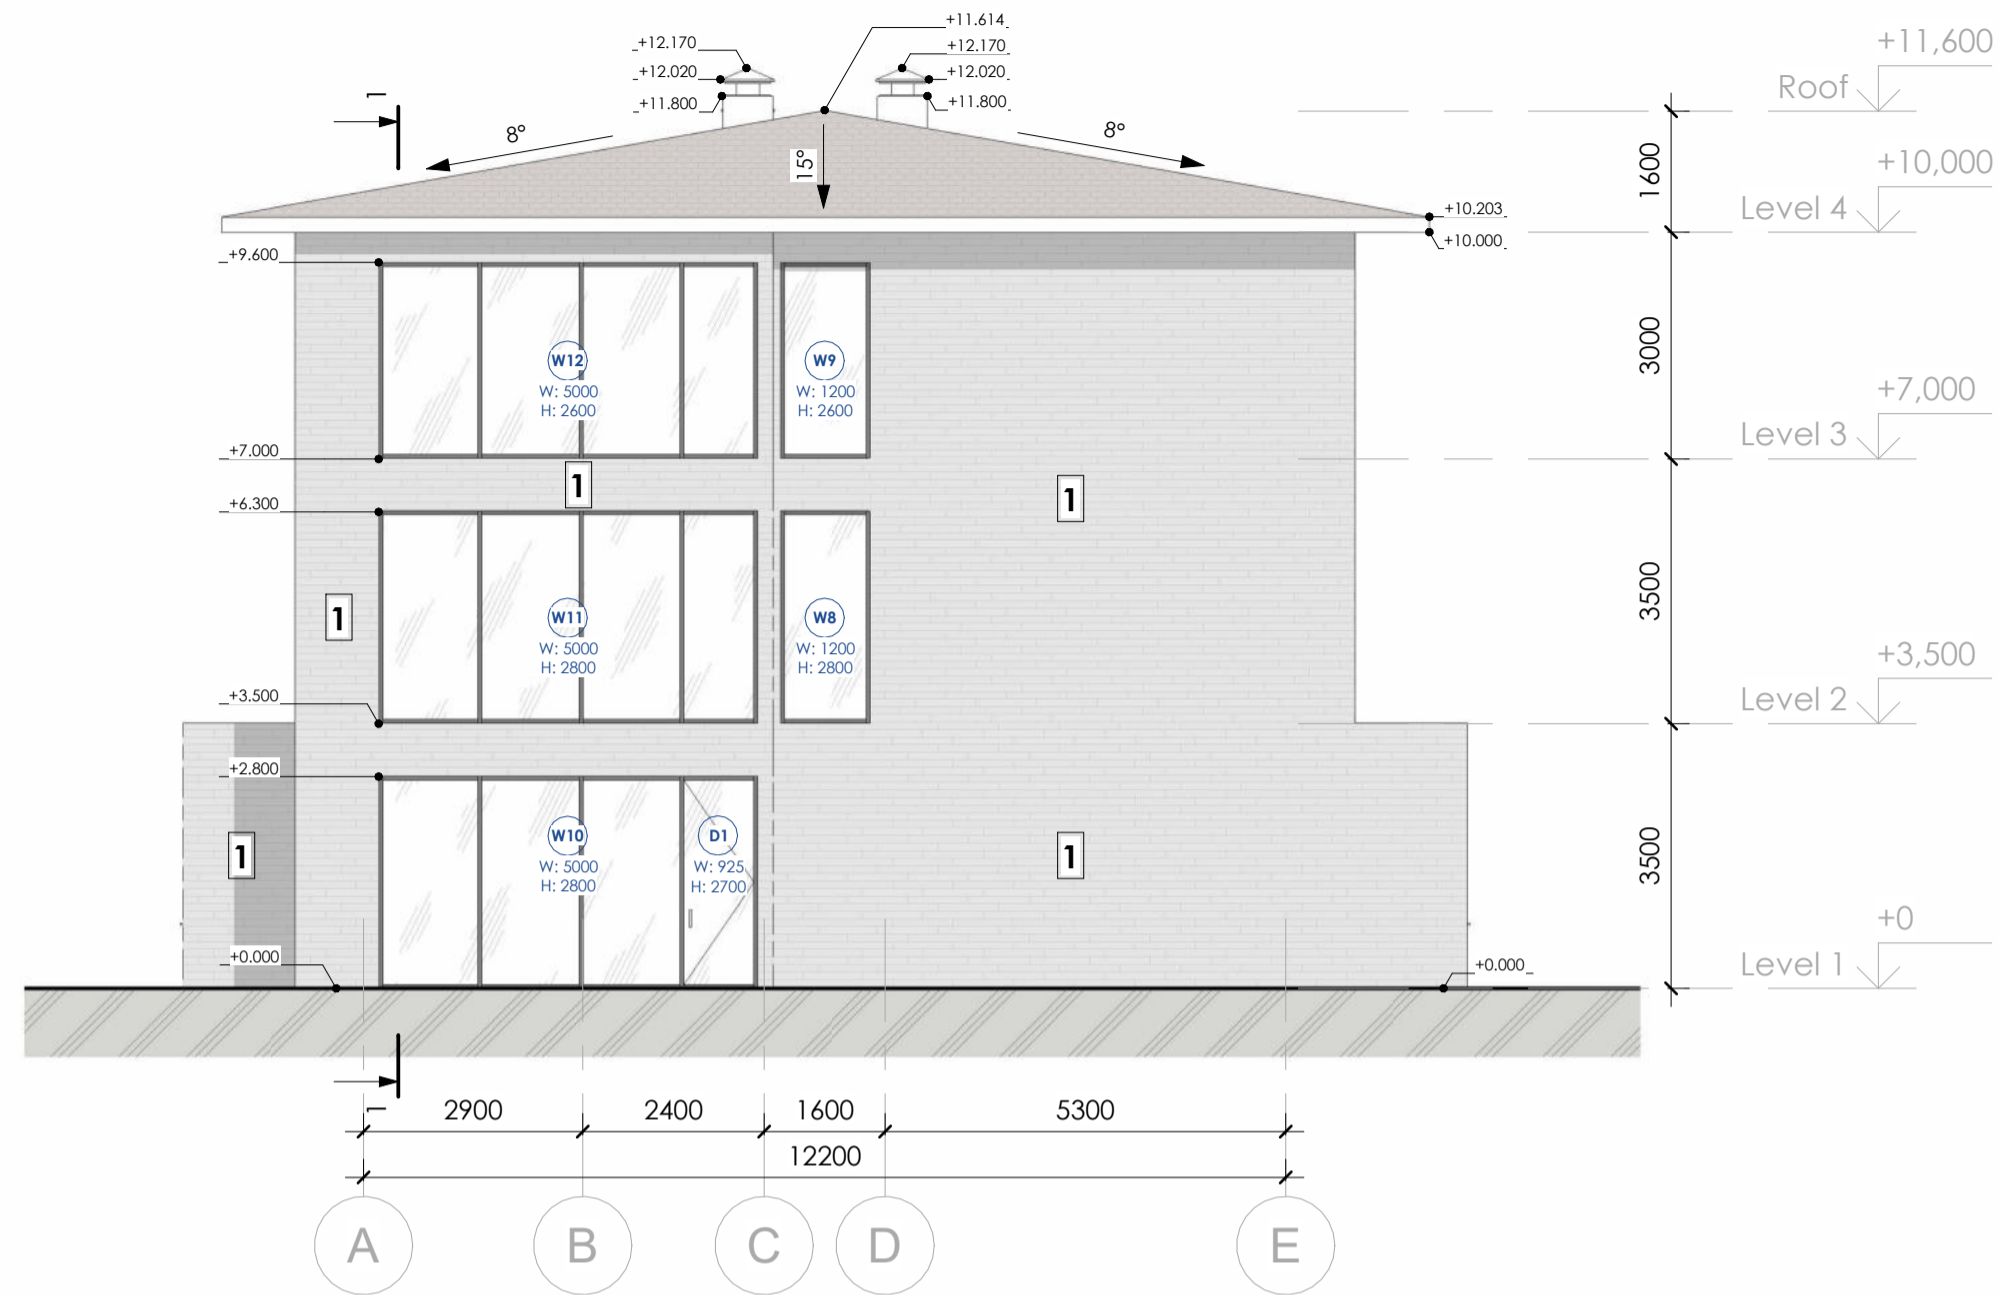 +11.614
+12.170
+12.170
+12.020
+12.020
+11.800
+11.800
+11,600
Roof
1
8°
8°
15°
1600
+10,000
Level 4
+10.203
+10.000
+9.600
W12
W: 5000
H: 2600
W9
W: 1200
H: 2600
3000
+7,000
Level 3
+7.000
1
1
+6.300
W11
W: 5000
H: 2800
W8
W: 1200
H: 2800
1
3500
+3,500
Level 2
+3.500
+2.800
W10
W: 5000
H: 2800
D1
W: 925
H: 2700
1
1
3500
+0
Level 1
+0.000
+0.000
1
2900
2400
1600
5300
12200
A
B
C
D
E